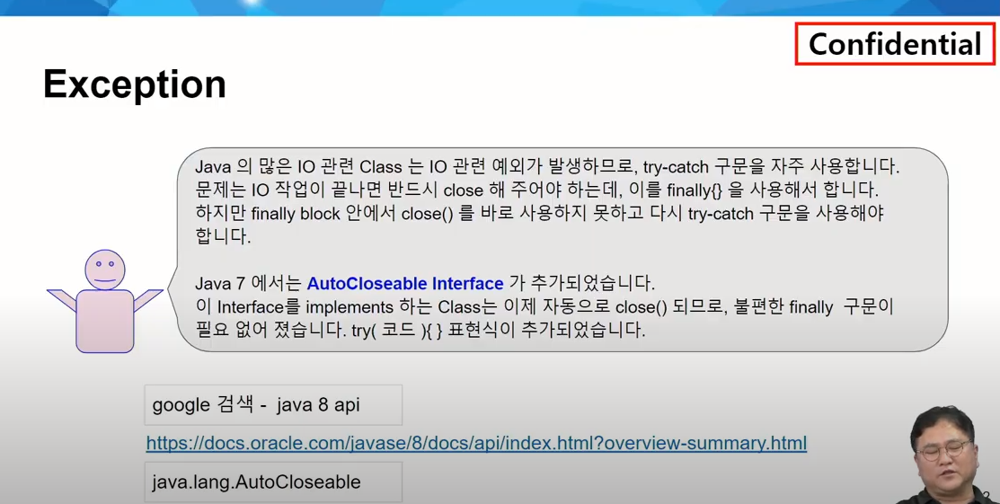 Confidential
Exception
Java 의 많은 IO 관련 Class 는 IO 관련 예외가 발생하므로, try-catch 구문을 자주 사용합니다.
문제는 IO 작업이 끝나면 반드시 close 해 주어야 하는데, 이를 finally{} 을 사용해서 합니다.
하지만 finally block 안에서 close() 를 바로 사용하지 못하고 다시 try-catch 구문을 사용해야
합니다.
Java 7 에서는 AutoCloseable Interface 가 추가되었습니다.
이 Interface를 implements 하는 Class는 이제 자동으로 close() 되므로, 불편한 finally 구문이
필요 없어 졌습니다. try( 코드 ){ } 표현식이 추가되었습니다.
google 검색 - java 8 api
https://docs.oracle.com/javase/8/docs/api/index.html?overview-summary.html
java.lang.AutoCloseable
2